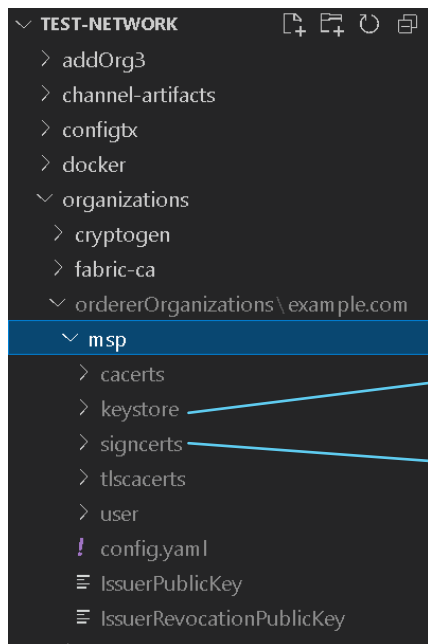 TEST-NETWORK
addOrg3
channel-artifacts
configtx
docker
organizations
cryptogen
fabric-ca
ordererOrganizations\example.com
msp
cacerts
keystore
signcerts
tlscacerts
user
! config.yaml
IssuerPublicKey
IssuerRevocationPublicKey